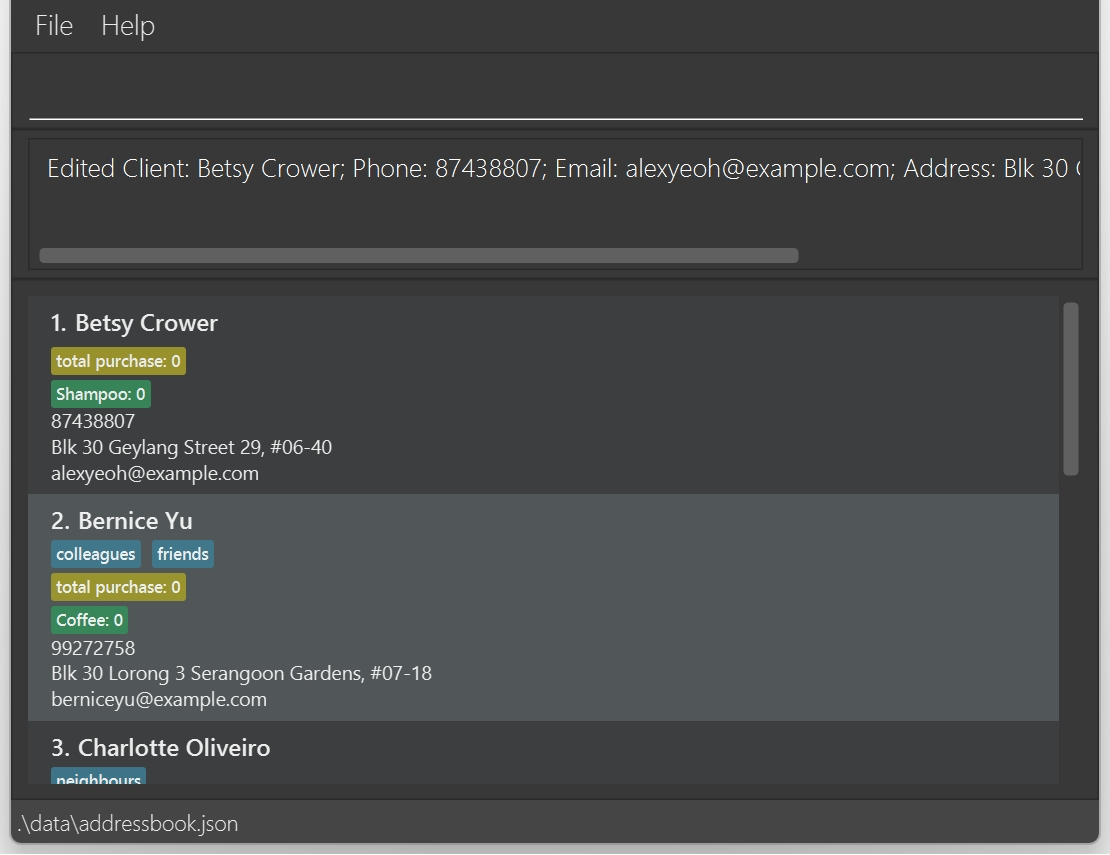 File Help
Edited Client: Betsy Crower; Phone: 87438807; Email: alexyeoh@example.com; Address: Blk 30
1. Betsy Crower
total purchase: 0
Shampoo: 0
87438807
Blk 30 Geylang Street 29, #06-40
alexyeoh@example.com
2. Bernice Yu
colleagues friends
total purchase: 0
Coffee: 0
99272758
Blk 30 Lorong 3 Serangoon Gardens, #07-18
berniceyu@example.com
3. Charlotte Oliveiro
neighbours
.\data\addressbook.json